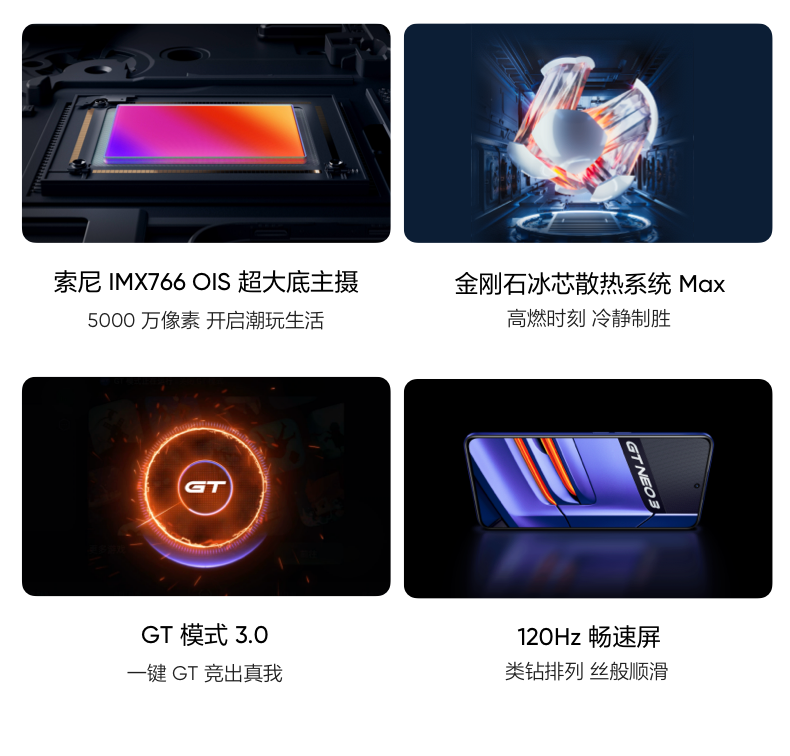 索尼 IMX766 OIS 超大底主摄
5000 万像素 开启潮玩生活
金刚石冰芯散热系统 Max
高燃时刻 冷静制胜
GT
GT 模式 3.0
一键 GT 竞出真我
GT NEO 3
120Hz 畅速屏
类钻排列 丝般顺滑